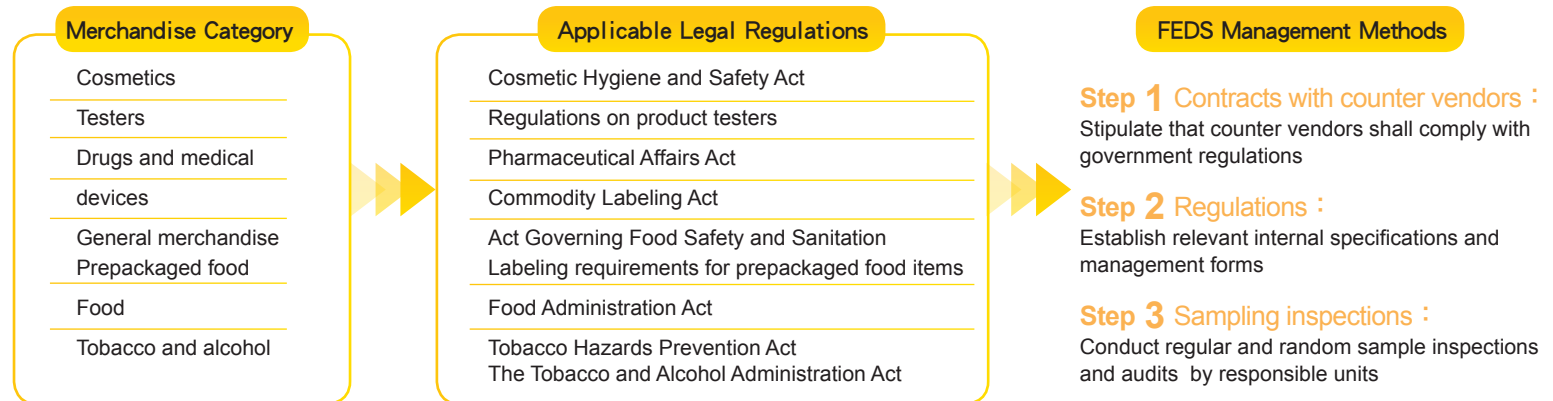 Merchandise Category
Cosmetics
Testers
Drugs and medical
devices
General merchandise
Prepackaged food
Food
Tobacco and alcohol
Applicable Legal Regulations
Cosmetic Hygiene and Safety Act
Regulations on product testers
Pharmaceutical Affairs Act
Commodity Labeling Act
Act Governing Food Safety and Sanitation
Labeling requirements for prepackaged food items
Food Administration Act
Tobacco Hazards Prevention Act
The Tobacco and Alcohol Administration Act
FEDS Management Methods
Step 1 Contracts with counter vendors：
Stipulate that counter vendors shall comply with
government regulations
Step 2 Regulations：
Establish relevant internal specifications and
management forms
Step 3 Sampling inspections：
Conduct regular and random sample inspections
and audits by responsible units